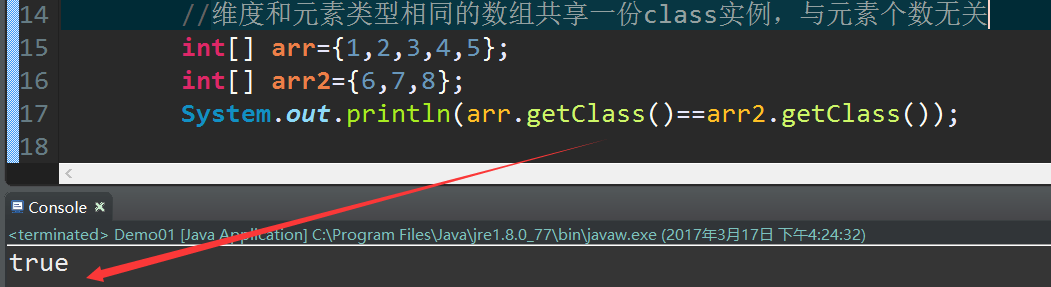 14 //维度和元素类型相同的数组共享一份class实例，与元素个数无关
15 int[] arr={1,2,3,4,5};
16 int[] arr2={6,7,8};
17 System.out.println(arr.getClass()==arr2.getClass());
18
Console
<terminated> Demo01 [Java Application] C:\Program Files\Java\jre1.8.0_77\bin\javaw.exe (2017年3月17日 下午4:24:32)
true